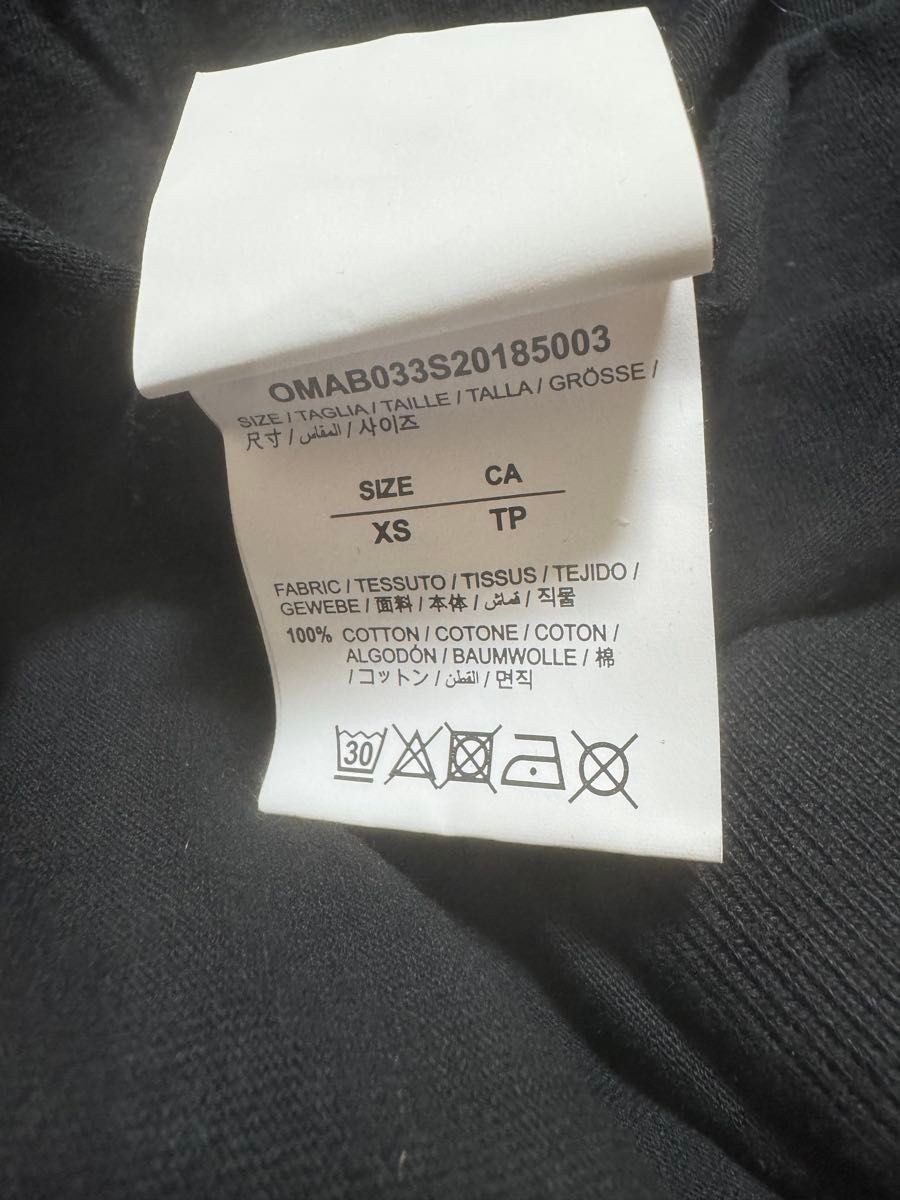 OMAB033S20185003
SIZE / TAGLIA / TAILLE / TALLA / GRÖSSE /
尺寸 / المقاس / 사이즈
SIZE CA
XS TP
FABRIC / TESSUTO / TISSUS / TEJIDO /
GEWEBE / 面料 / 本体 / قماش / 직물
100% COTTON / COTONE / COTON /
ALGODÓN / BAUMWOLLE / 棉
/ コットン / القطن / 면직
30